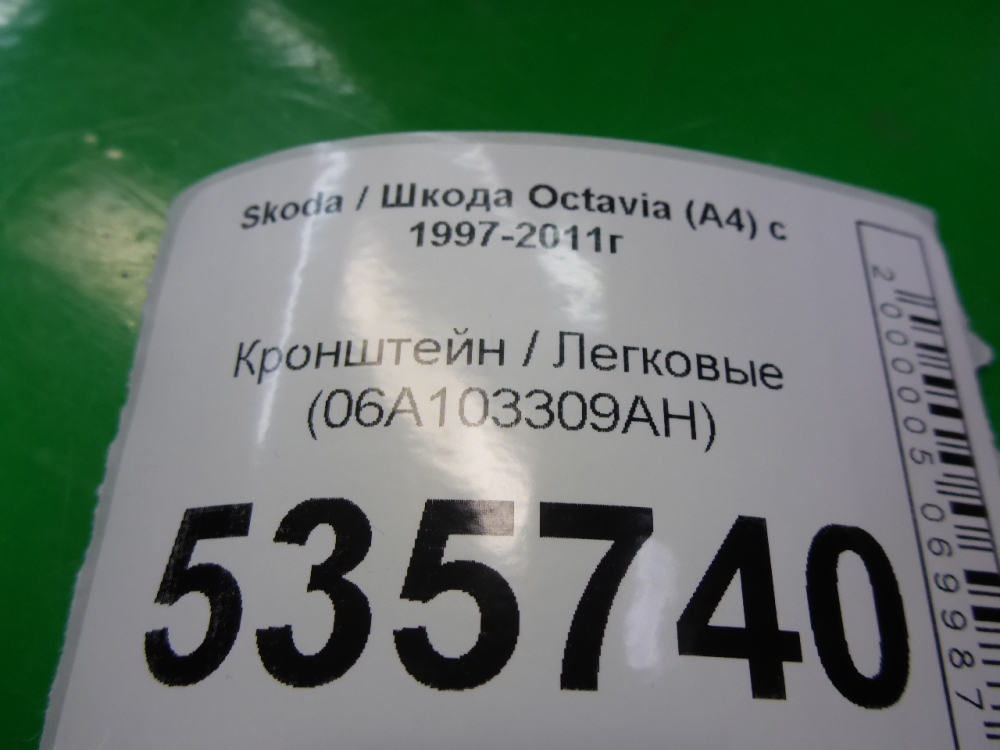 Skoda / Шкода Octavia (A4) с
1997-2011г
Кронштейн / Легковые
(06A103309AH)
535740
2000005069987